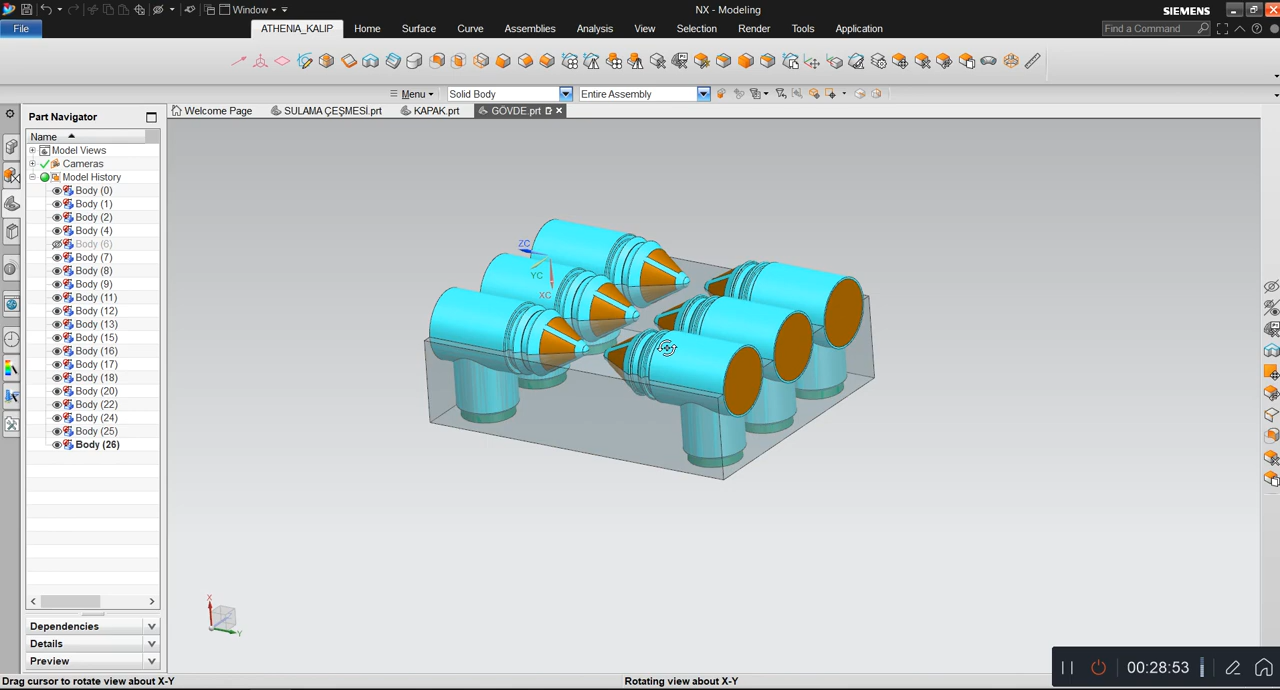 Window
NX - Modeling
SIEMENS
File
ATHENIA_KALIP
Home
Surface
Curve
Assemblies
Analysis
View
Selection
Render
Tools
Application
Find a Command
Menu
Solid Body
Entire Assembly
Part Navigator
Welcome Page
SULAMA ÇEŞMESİ.prt
KAPAK.prt
GÖVDE.prt
Name
Model Views
Cameras
Model History
Body (0)
Body (1)
Body (2)
Body (4)
Body (6)
Body (7)
Body (8)
Body (9)
Body (11)
Body (12)
Body (13)
Body (15)
Body (16)
Body (17)
Body (18)
Body (20)
Body (22)
Body (24)
Body (25)
Body (26)
ZC
YC
XC
X
Y
Dependencies
Details
Preview
00:28:53
Drag cursor to rotate view about X-Y
Rotating view about X-Y